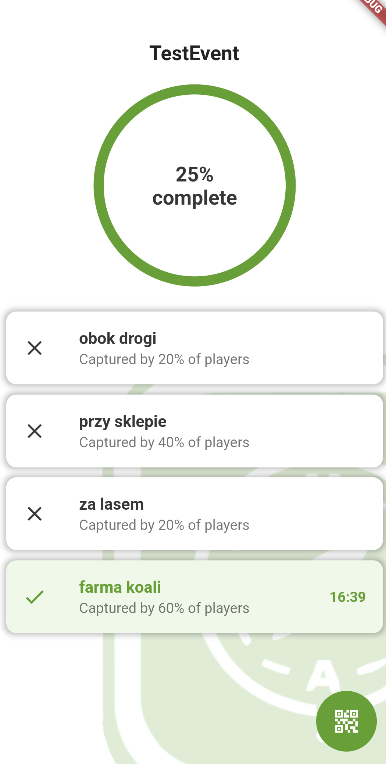 TestEvent
25%
complete
obok drogi
Captured by 20% of players
przy sklepie
Captured by 40% of players
za lasem
Captured by 20% of players
farma koali
Captured by 60% of players
16:39
A